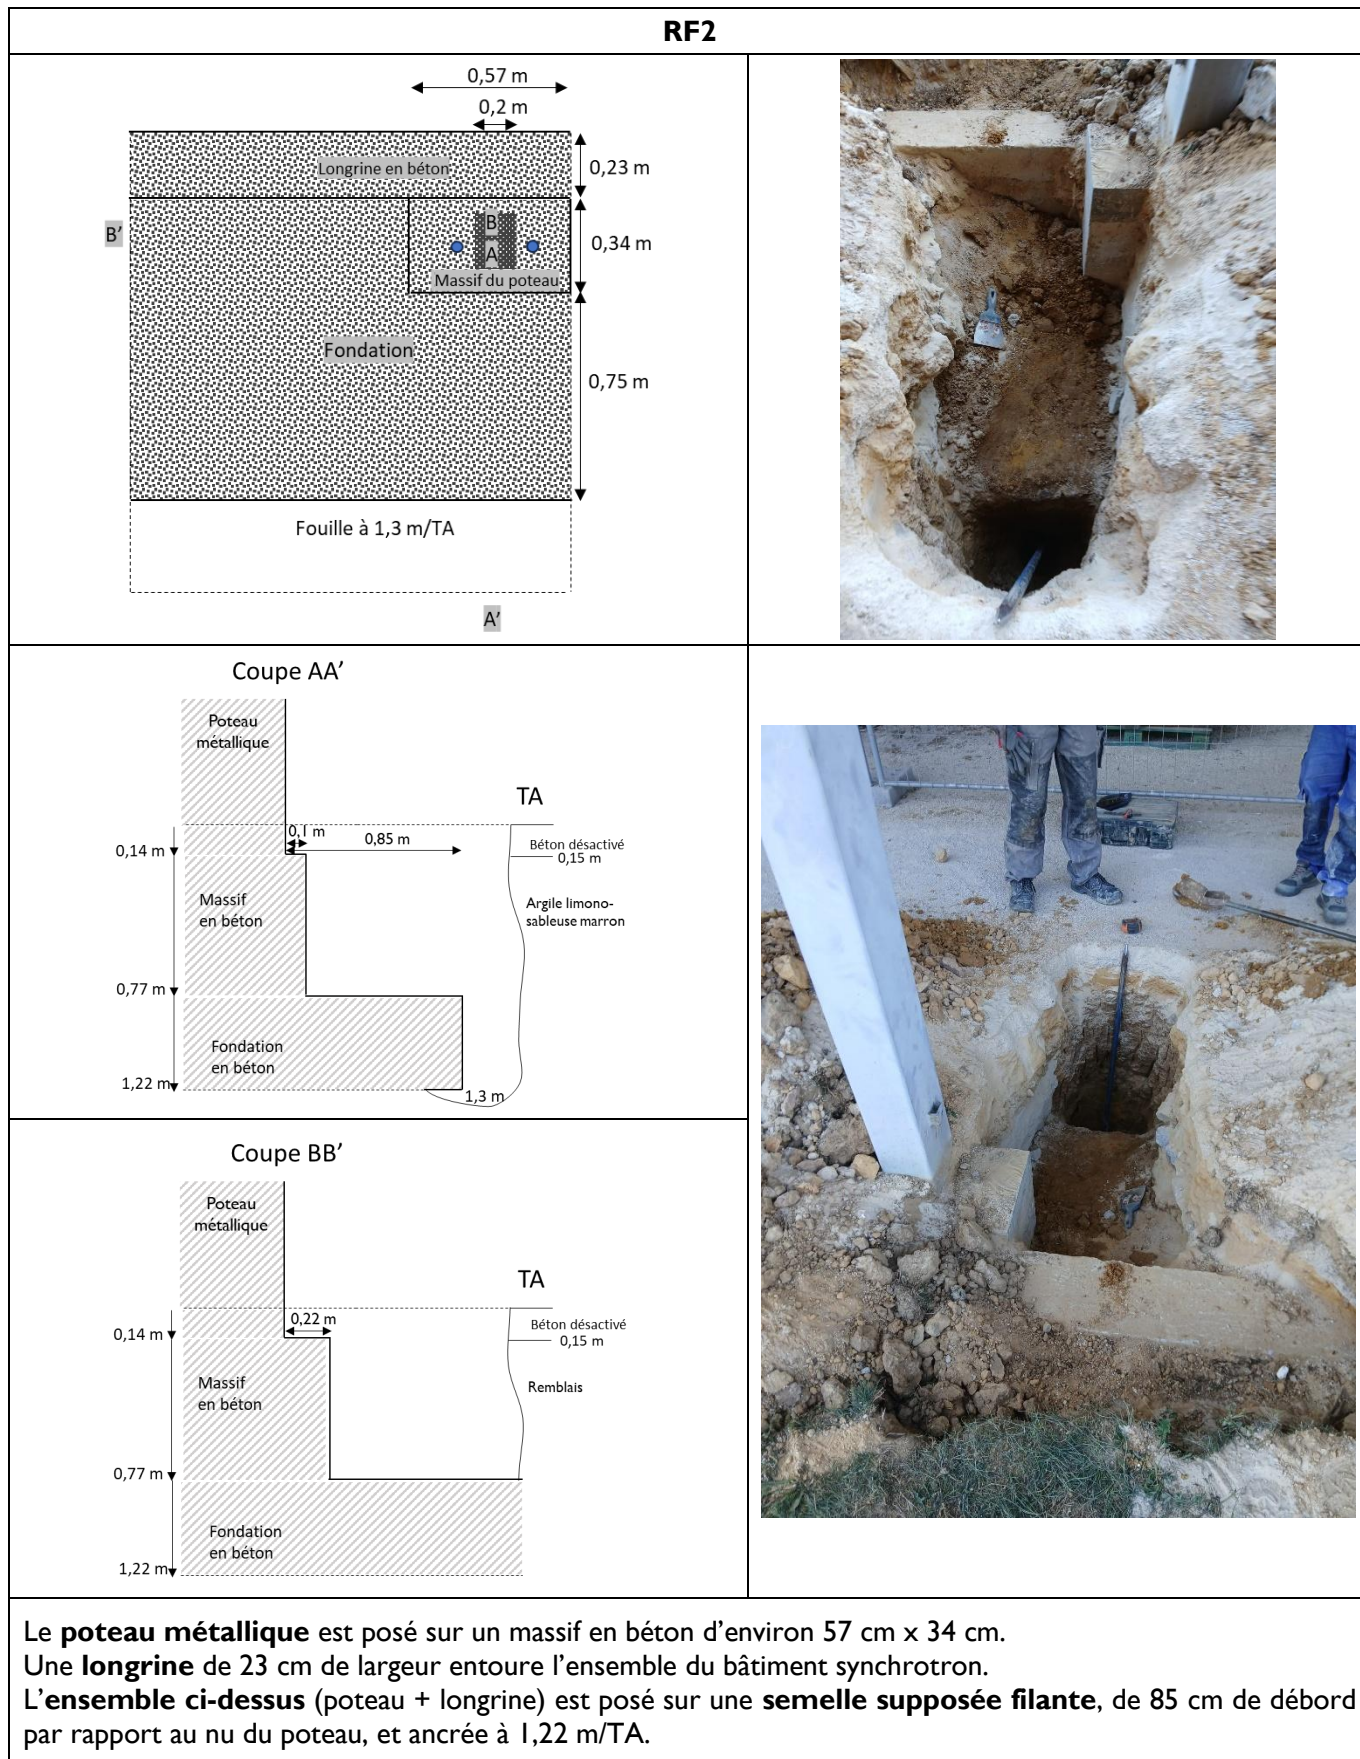 RF2
0,57 m
0,2 m
Longrine en béton
0,23 m
B'
B
A
0,34 m
Massif du poteau
Fondation
0,75 m
Fouille à 1,3 m/TA
A'
Coupe AA'
Poteau
métallique
TA
0,1 m
0,85 m
Béton désactivé
0,15 m
0,14 m
Massif
en béton
Argile limono-
sableuse marron
0,77 m
Fondation
en béton
1,22 m
1,3 m
Coupe BB'
Poteau
métallique
TA
0,22 m
Béton désactivé
0,15 m
0,14 m
Massif
en béton
Remblais
0,77 m
Fondation
en béton
1,22 m
Le poteau métallique est posé sur un massif en béton d'environ 57 cm x 34 cm.
Une longrine de 23 cm de largeur entoure l'ensemble du bâtiment synchrotron.
L'ensemble ci-dessus (poteau + longrine) est posé sur une semelle supposée filante, de 85 cm de débord
par rapport au nu du poteau, et ancrée à 1,22 m/TA.